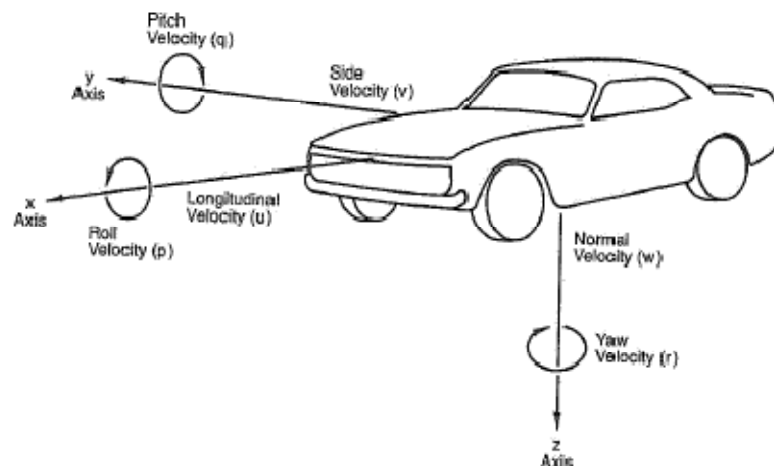 Pitch
Velocity (q)
y
Axis
Side
Velocity (v)
x
Axis
Roll
Velocity (p)
Longitudinal
Velocity (u)
Normal
Velocity (w)
Yaw
Velocity (r)
z
Axis